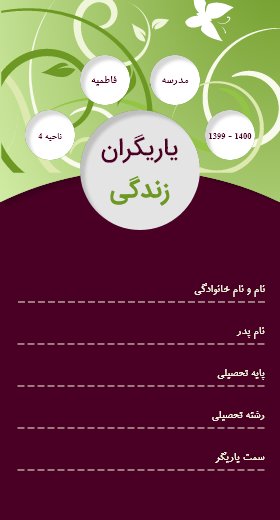 مدرسه
فاطمیه
1399 - 1400
ناحیه 4
یاریگران
زندگی
نام و نام خانوادگی
نام پدر
پایه تحصیلی
رشته تحصیلی
سمت یاریگر